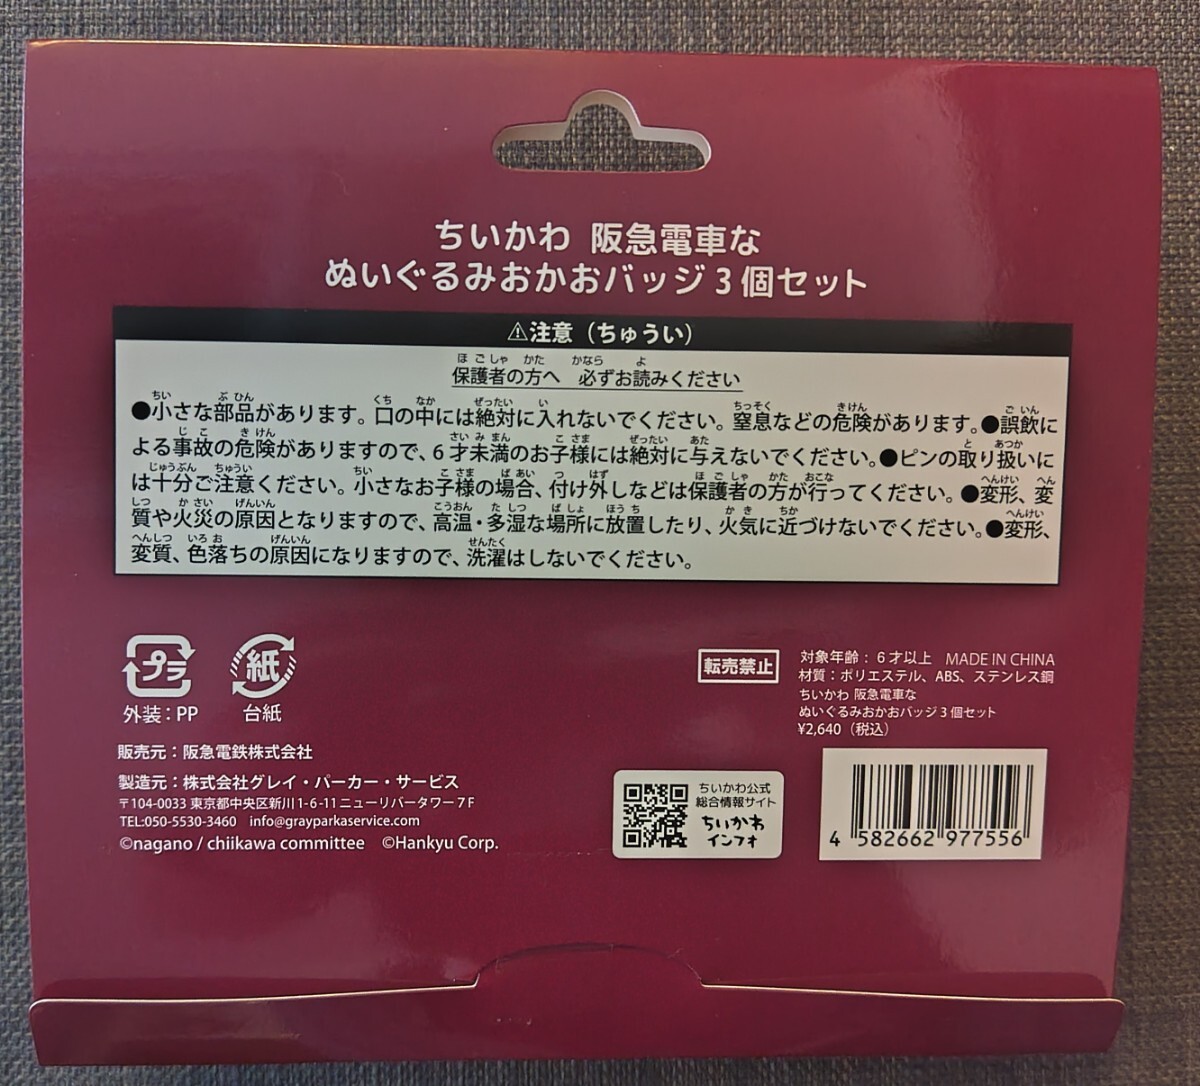 ちいかわ 阪急電車な
ぬいぐるみおかおバッジ3個セット
⚠注意（ちゅうい）
保護者の方へ　必ずお読みください
●小さな部品があります。口の中には絶対に入れないでください。窒息などの危険があります。●誤飲に
よる事故の危険がありますので、6才未満のお子様には絶対に与えないでください。●ピンの取り扱いに
は十分ご注意ください。小さなお子様の場合、付け外しなどは保護者の方が行ってください。●変形、変
質や火災の原因となりますので、高温・多湿な場所に放置したり、火気に近づけないでください。●変形、
変質、色落ちの原因になりますので、洗濯はしないでください。
プラ
外装：PP
紙
台紙
販売元：阪急電鉄株式会社
製造元：株式会社グレイ・パーカー・サービス
〒104-0033 東京都中央区新川1-6-11 ニューリバータワー7F
TEL:050-5530-3460　info@grayparkaservice.com
©nagano / chiikawa committee　©Hankyu Corp.
転売禁止
対象年齢：6才以上　MADE IN CHINA
材質：ポリエステル、ABS、ステンレス鋼
ちいかわ 阪急電車な
ぬいぐるみおかおバッジ3個セット
¥2,640（税込）
ちいかわ公式
総合情報サイト
ちいかわ
インフォ
4 582662 977556